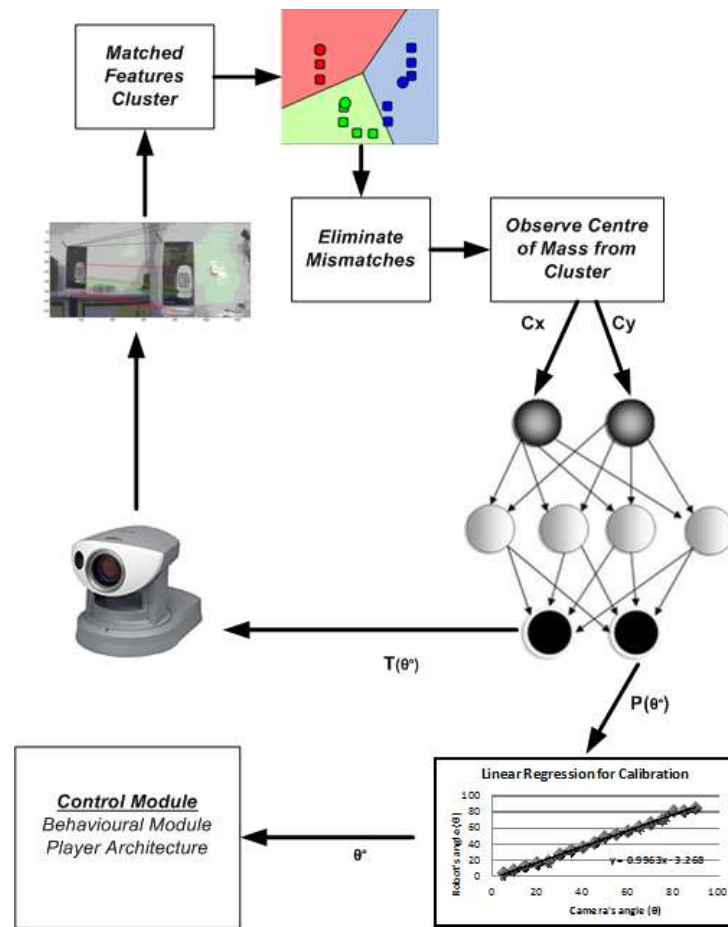 Matched
Features
Cluster
Eliminate
Mismatches
Observe Centre
of Mass from
Cluster
Cx
Cy
T(θ°)
P(θ°)
Control Module
Behavioural Module
Player Architecture
θ°
Linear Regression for Calibration
Robot's angle (θ)
100
80
60
40
20
0
y = 0.9963x - 3.268
0 20 40 60 80 100
Camera's angle (θ)